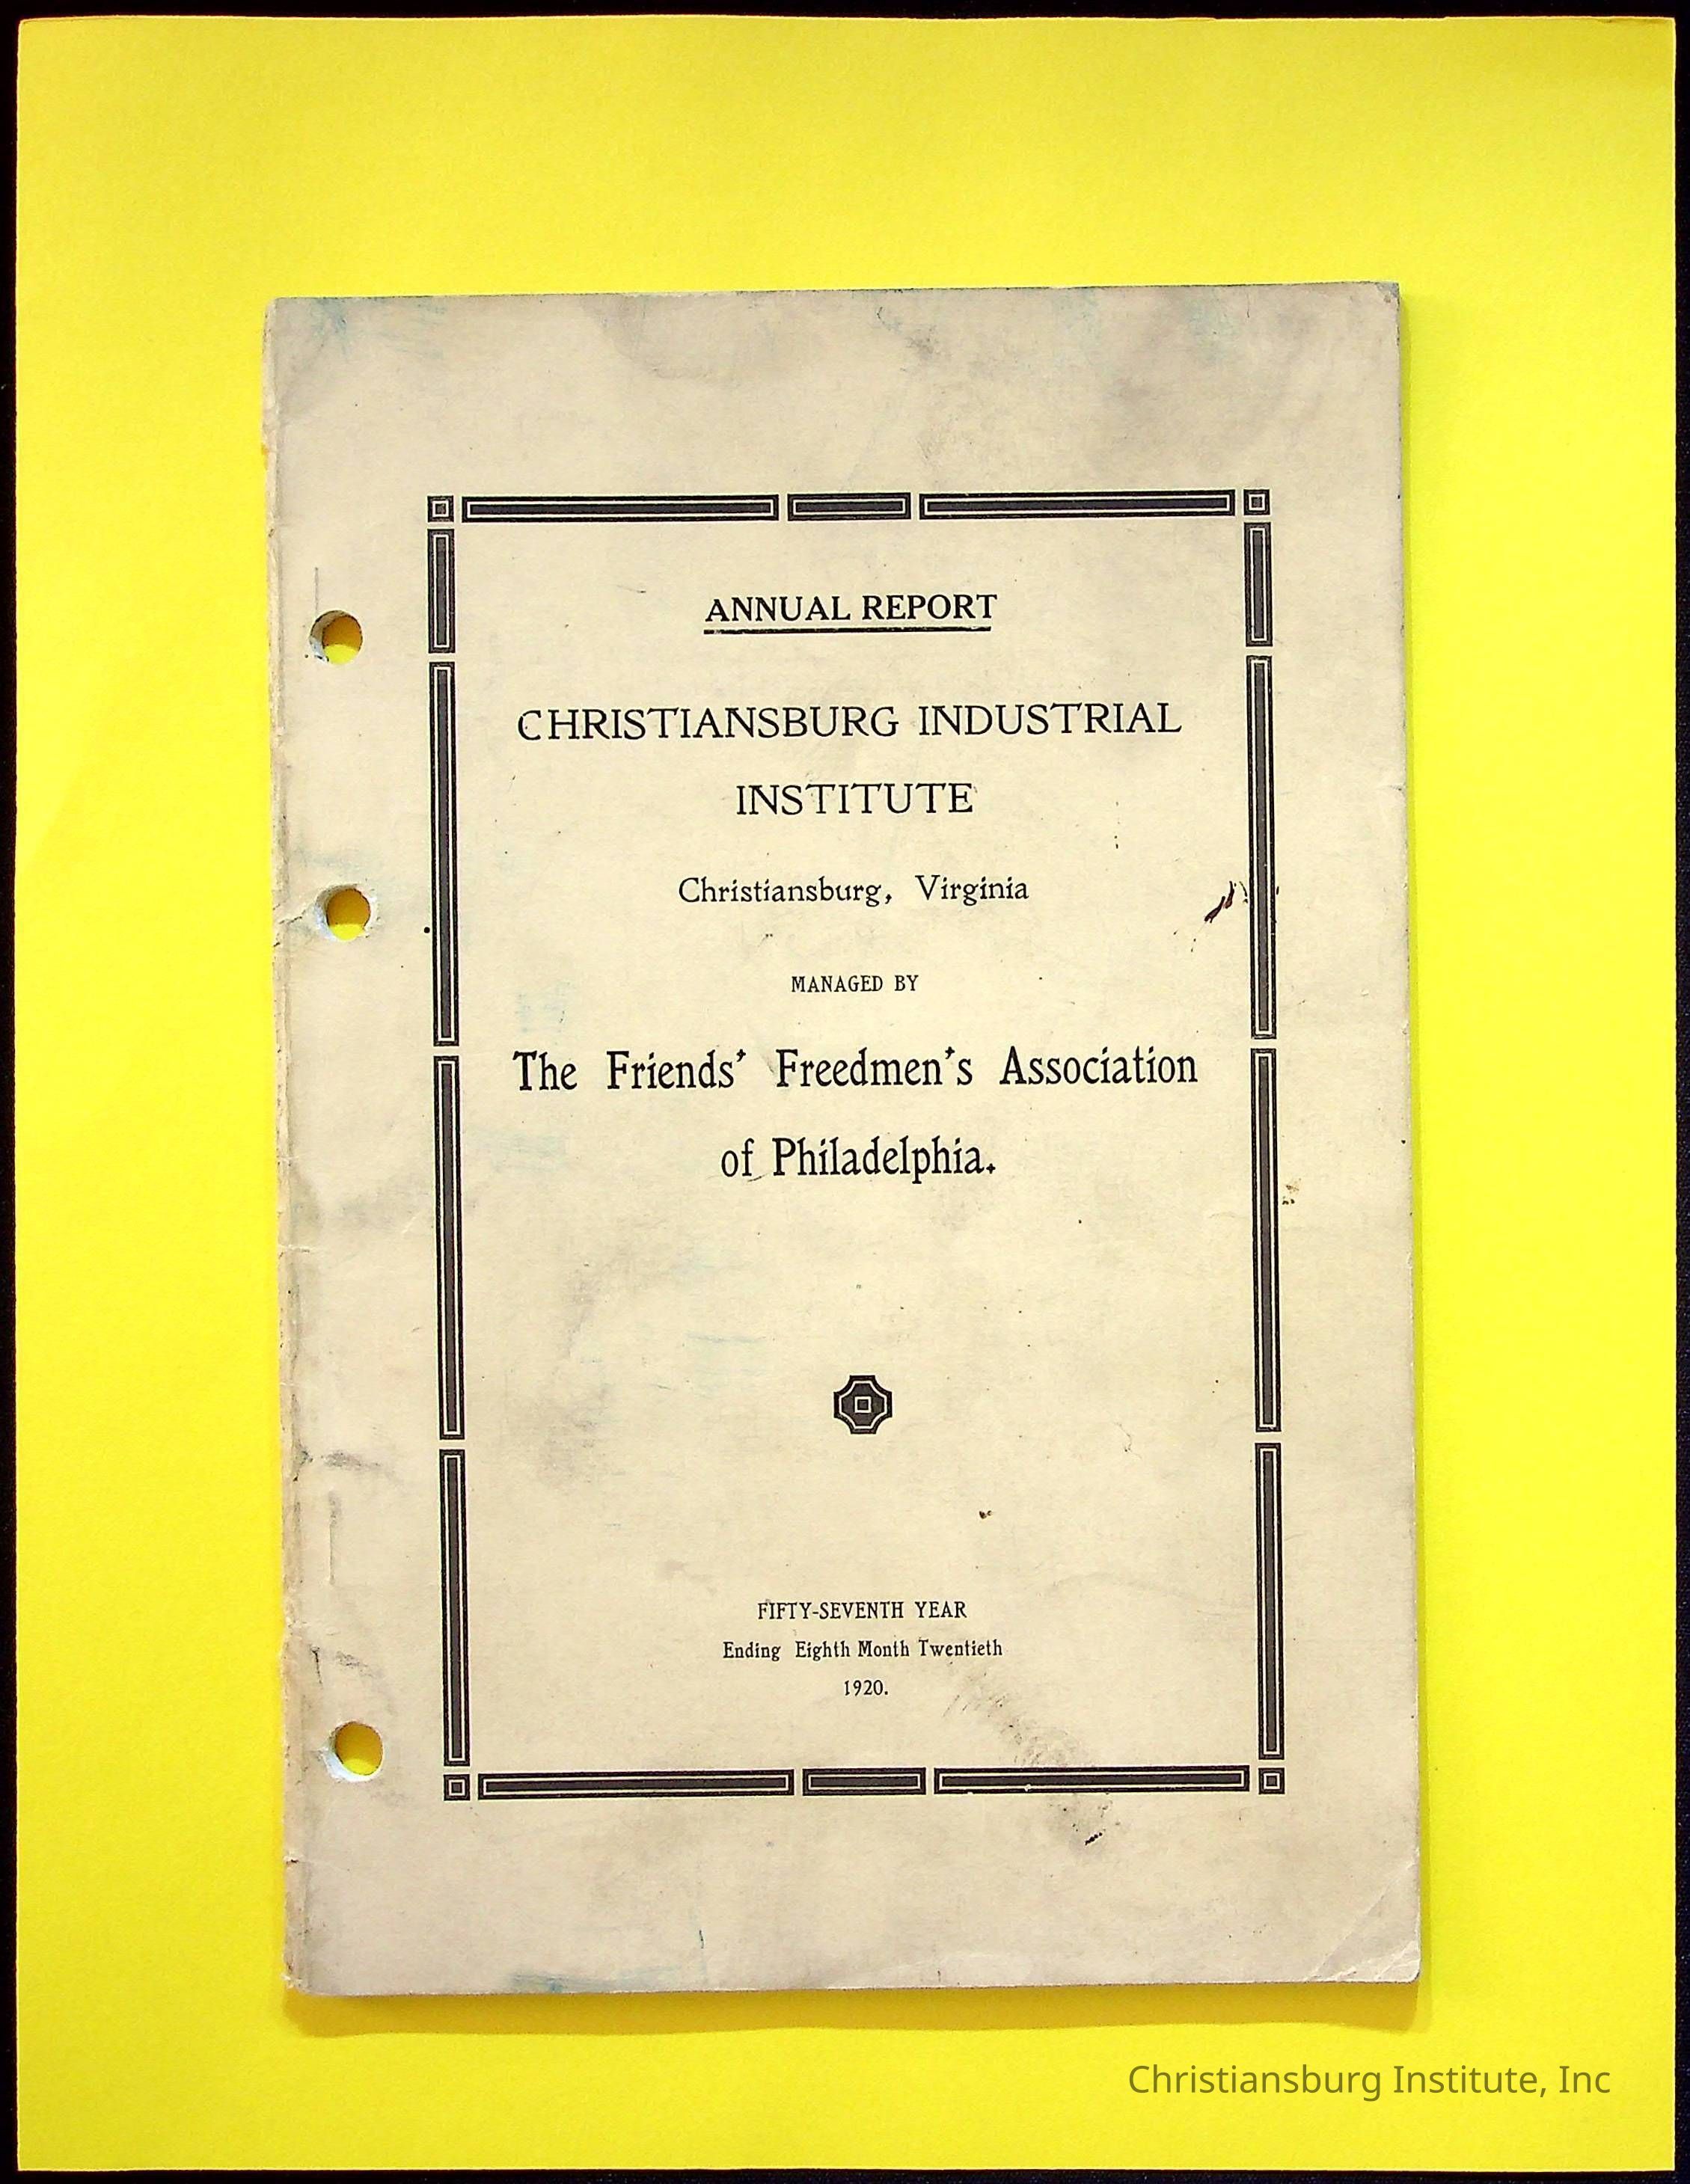 ANNUAL REPORT
CHRISTIANSBURG INDUSTRIAL
INSTITUTE
Christiansburg, Virginia
MANAGED BY
The Friends' Freedmen's Association
of Philadelphia.
FIFTY-SEVENTH YEAR
Ending Eighth Month Twentieth
1920.
Christiansburg Institute, Inc